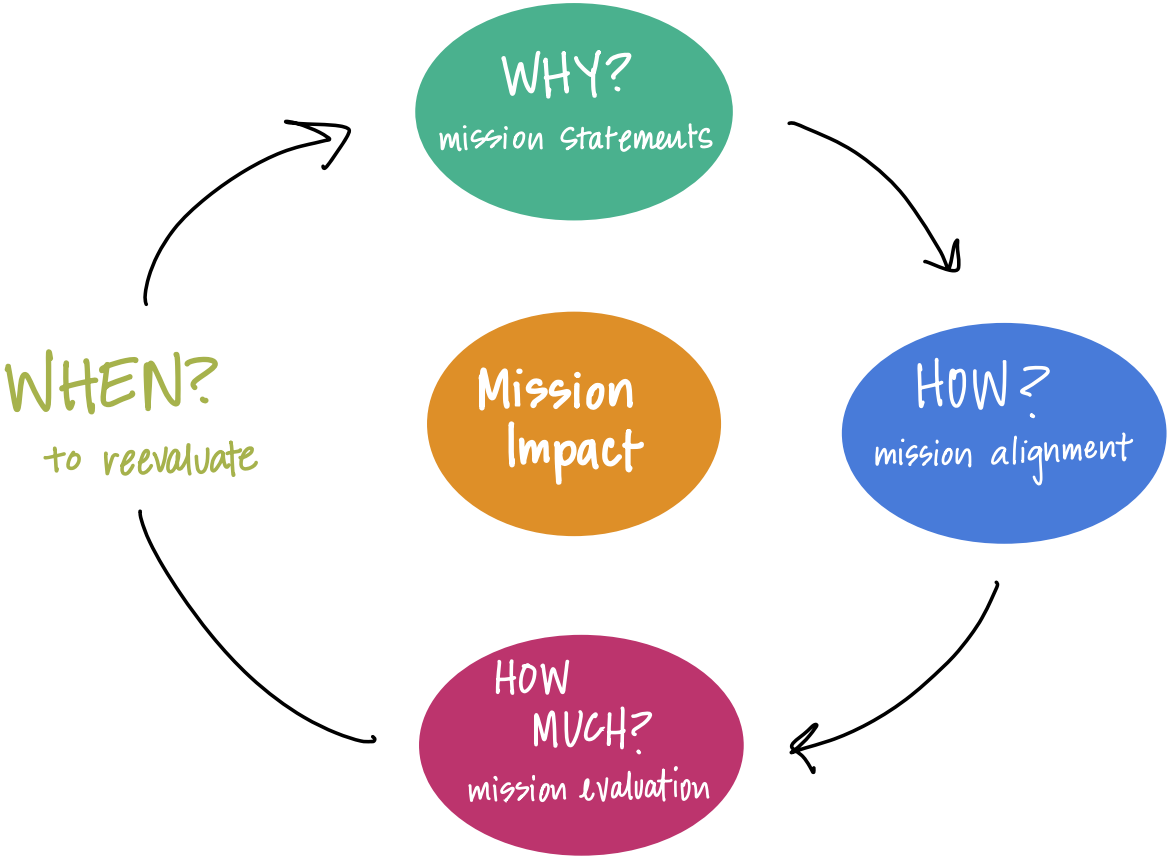 WHY?
mission statements
WHEN?
to reevaluate
Mission
Impact
HOW?
mission alignment
HOW
MUCH?
mission evaluation